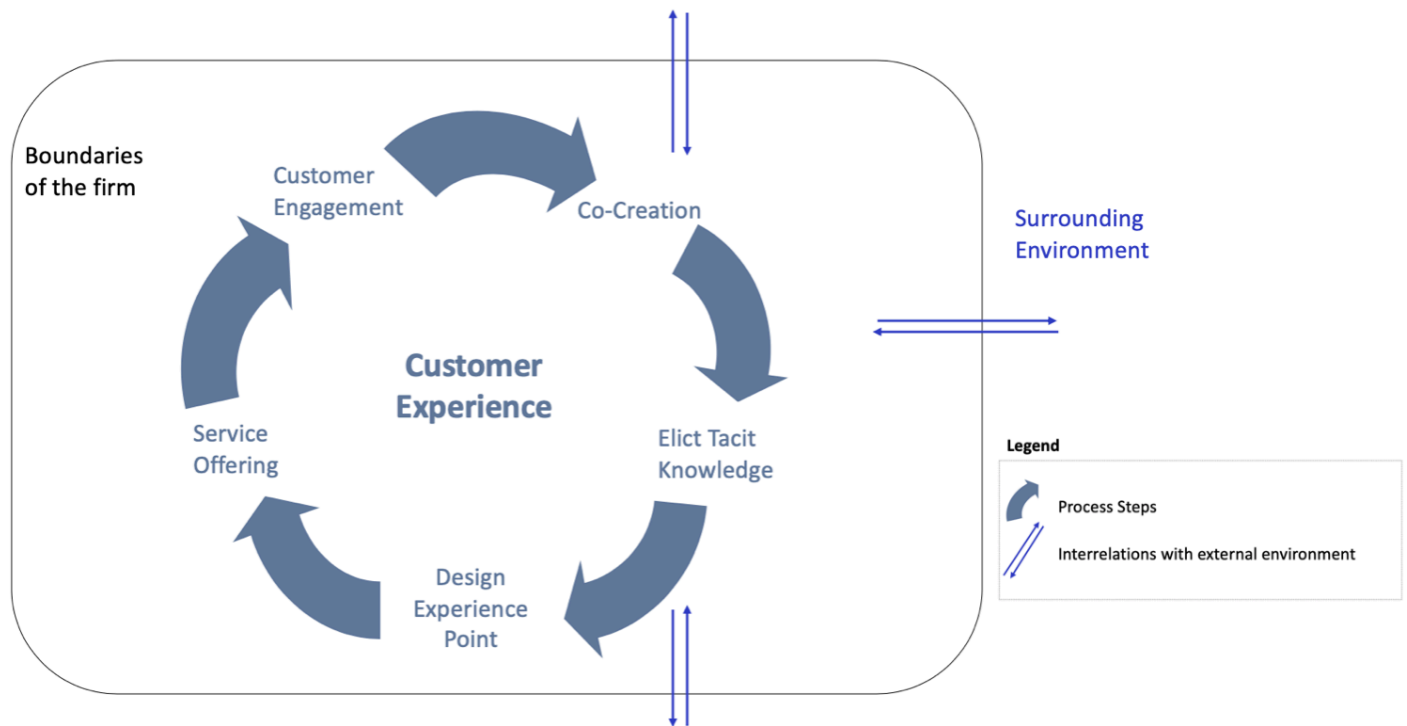 Boundaries
of the firm
Customer
Engagement
Co-Creation
Surrounding
Environment
Customer
Experience
Service
Offering
Elict Tacit
Knowledge
Design
Experience
Point
Legend
Process Steps
Interrelations with external environment